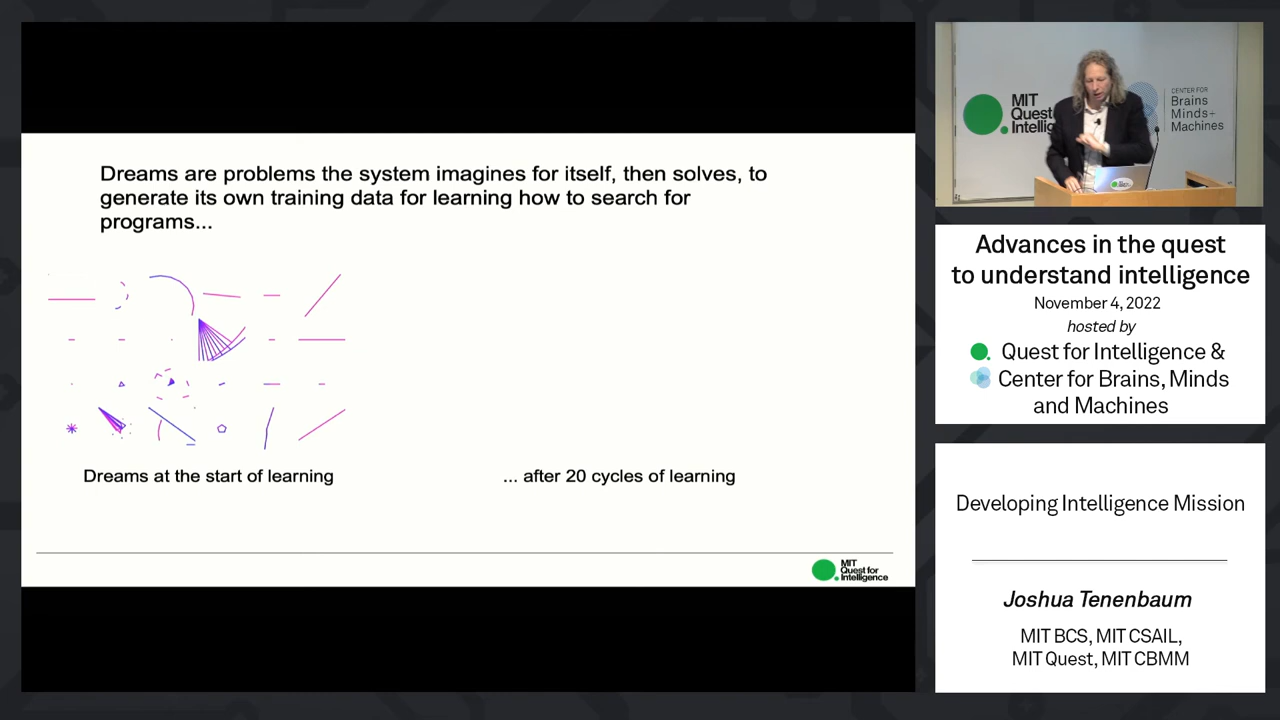 Dreams are problems the system imagines for itself, then solves, to
generate its own training data for learning how to search for
programs...
Dreams at the start of learning
... after 20 cycles of learning
MIT
Quest for
Intelligence
MIT
Quest
CENTER FOR
Brains
Minds+
Machines
Advances in the quest
to understand intelligence
November 4, 2022
hosted by
Quest for Intelligence &
Center for Brains, Minds
and Machines
Developing Intelligence Mission
Joshua Tenenbaum
MIT BCS, MIT CSAIL,
MIT Quest, MIT CBMM